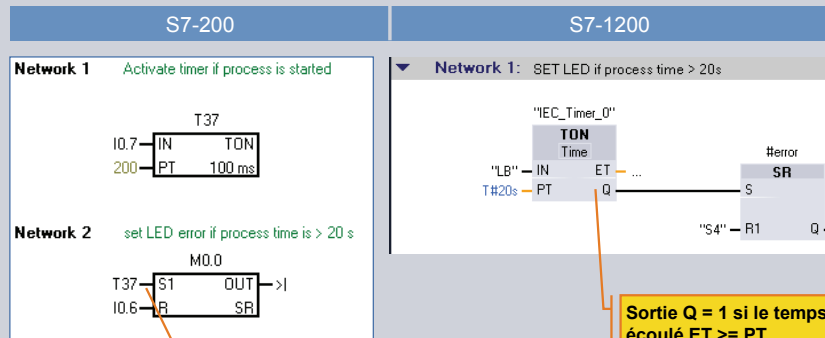 S7-200
S7-1200
Network 1 Activate timer if process is started
T37
I0.7 IN TON
200 PT 100 ms
Network 2 set LED error if process time is > 20 s
M0.0
T37 S1 OUT
I0.6 R SR
Network 1: SET LED if process time > 20s
"IEC_Timer_0"
TON
Time
"LB" IN ET ...
T#20s PT Q
#error
SR
S
"S4" R1 Q
Sortie Q = 1 si le temps
écoulé ET >= PT